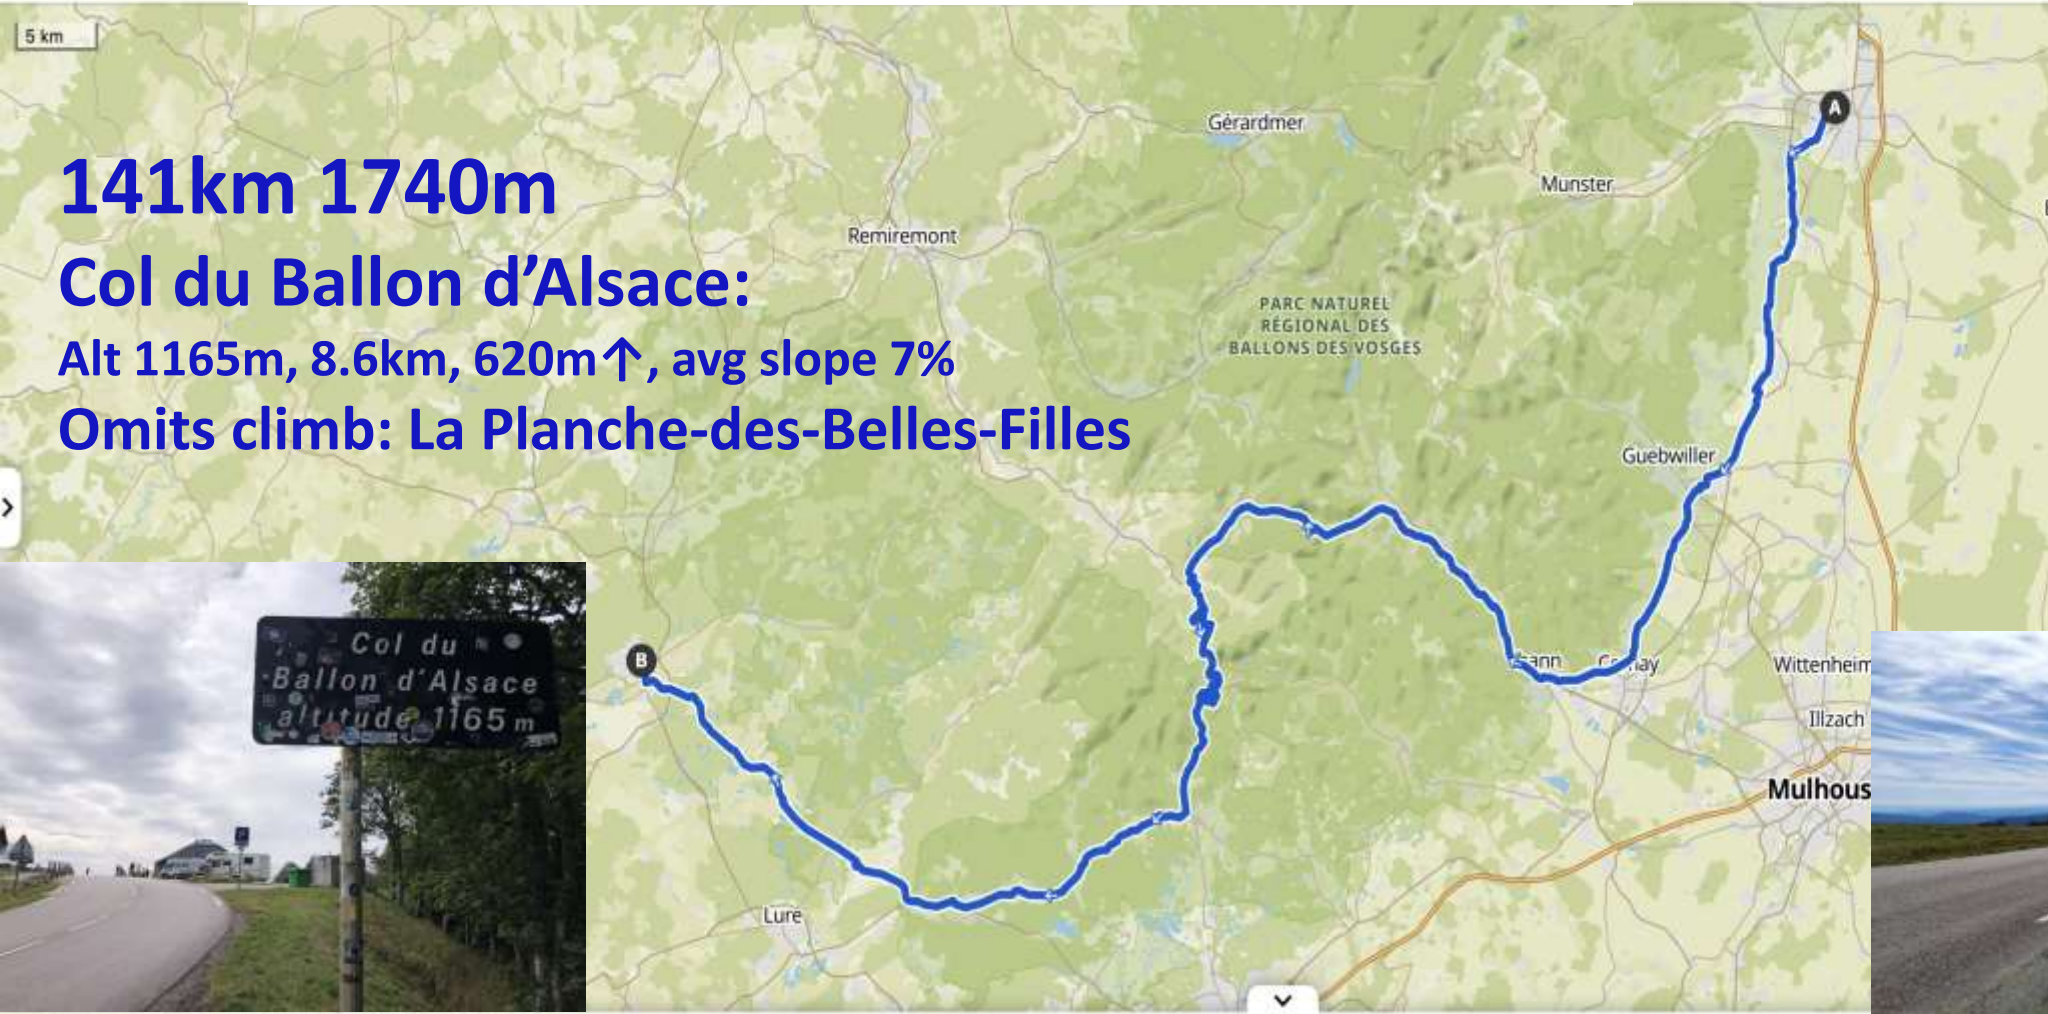 5 km
A
Gérardmer
Munster
141km 1740m
Remiremont
Col du Ballon d’Alsace:
PARC NATUREL
RÉGIONAL DES
BALLONS DES VOSGES
Alt 1165m, 8.6km, 620m↑, avg slope 7%
Omits climb: La Planche-des-Belles-Filles
Guebwiller
Col du
Ballon d'Alsace
altitude 1165 m
B
Wittenheim
Illzach
Mulhous
Lure
P